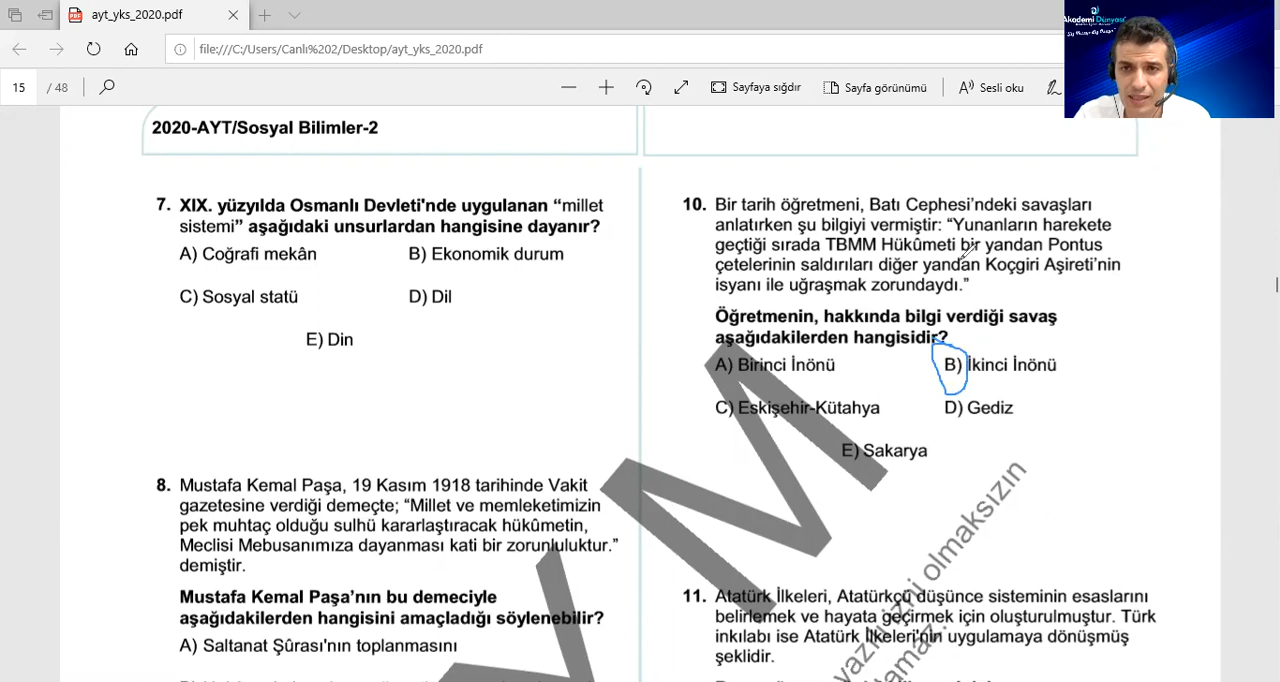 ayt_yks_2020.pdf
file:///C:/Users/Canlı%202/Desktop/ayt_yks_2020.pdf
15 / 48
Sayfaya sığdır
Sayfa görünümü
Sesli oku
Akademi Dünyası
2020-AYT/Sosyal Bilimler-2
7. XIX. yüzyılda Osmanlı Devleti'nde uygulanan “millet
sistemi” aşağıdaki unsurlardan hangisine dayanır?
A) Coğrafi mekân
B) Ekonomik durum
C) Sosyal statü
D) Dil
E) Din
8. Mustafa Kemal Paşa, 19 Kasım 1918 tarihinde Vakit
gazetesine verdiği demeçte; “Millet ve memleketimizin
pek muhtaç olduğu sulhü kararlaştıracak hükûmetin,
Meclisi Mebusanımıza dayanması kati bir zorunluluktur.”
demiştir.
Mustafa Kemal Paşa’nın bu demeciyle
aşağıdakilerden hangisini amaçladığı söylenebilir?
A) Saltanat Şûrası'nın toplanmasını
10. Bir tarih öğretmeni, Batı Cephesi’ndeki savaşları
anlatırken şu bilgiyi vermiştir: “Yunanların harekete
geçtiği sırada TBMM Hükûmeti bir yandan Pontus
çetelerinin saldırıları diğer yandan Koçgiri Aşireti’nin
isyanı ile uğraşmak zorundaydı.”
Öğretmenin, hakkında bilgi verdiği savaş
aşağıdakilerden hangisidir?
A) Birinci İnönü
B) İkinci İnönü
C) Eskişehir-Kütahya
D) Gediz
E) Sakarya
11. Atatürk İlkeleri, Atatürkçü düşünce sisteminin esaslarını
belirlemek ve hayata geçirmek için oluşturulmuştur. Türk
inkılabı ise Atatürk İlkeleri'nin uygulamaya dönüşmüş
şeklidir.
YM
yazılı izni olmaksızın